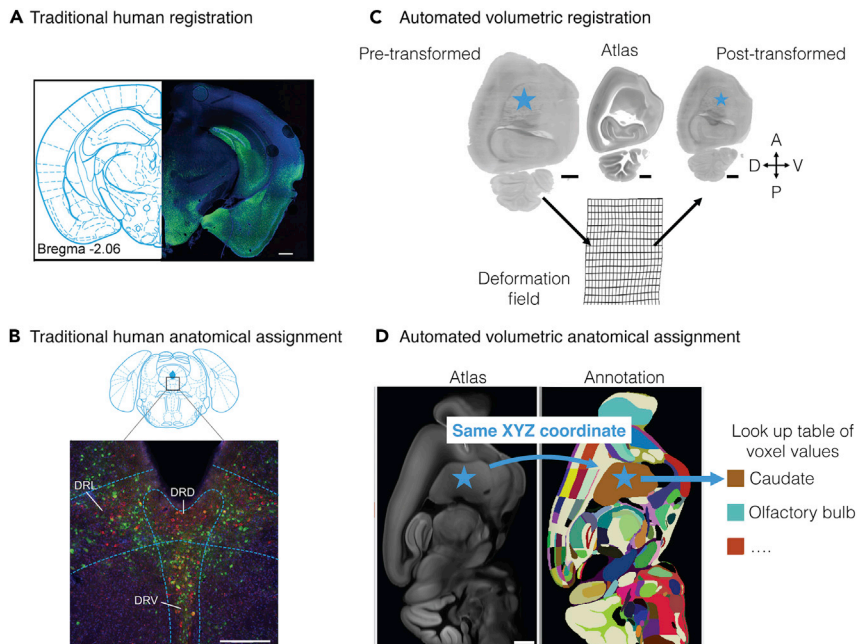 A Traditional human registration
Bregma -2.06
B Traditional human anatomical assignment
DRL
DRD
DRV
C Automated volumetric registration
Pre-transformed
Atlas
Post-transformed
A
D V
P
Deformation
field
D Automated volumetric anatomical assignment
Atlas
Annotation
Same XYZ coordinate
Look up table of
voxel values
Caudate
Olfactory bulb
....